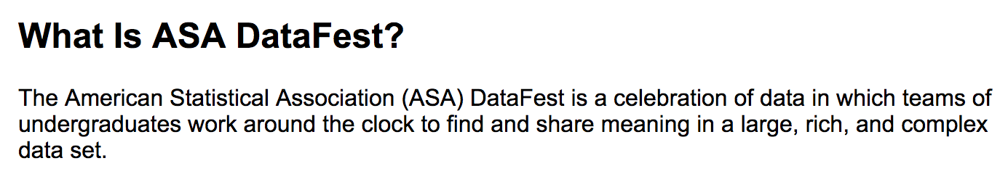 What Is ASA DataFest?
The American Statistical Association (ASA) DataFest is a celebration of data in which teams of
undergraduates work around the clock to find and share meaning in a large, rich, and complex
data set.